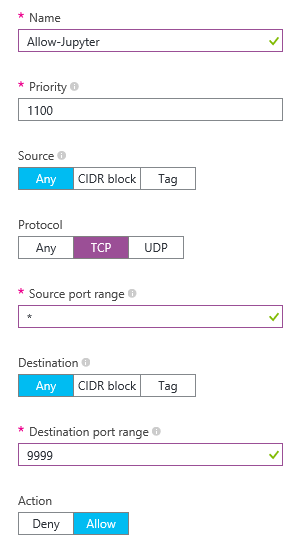 * Name
Allow-Jupyter
* Priority
1100
Source
Any CIDR block Tag
Protocol
Any TCP UDP
* Source port range
*
Destination
Any CIDR block Tag
* Destination port range
9999
Action
Deny Allow